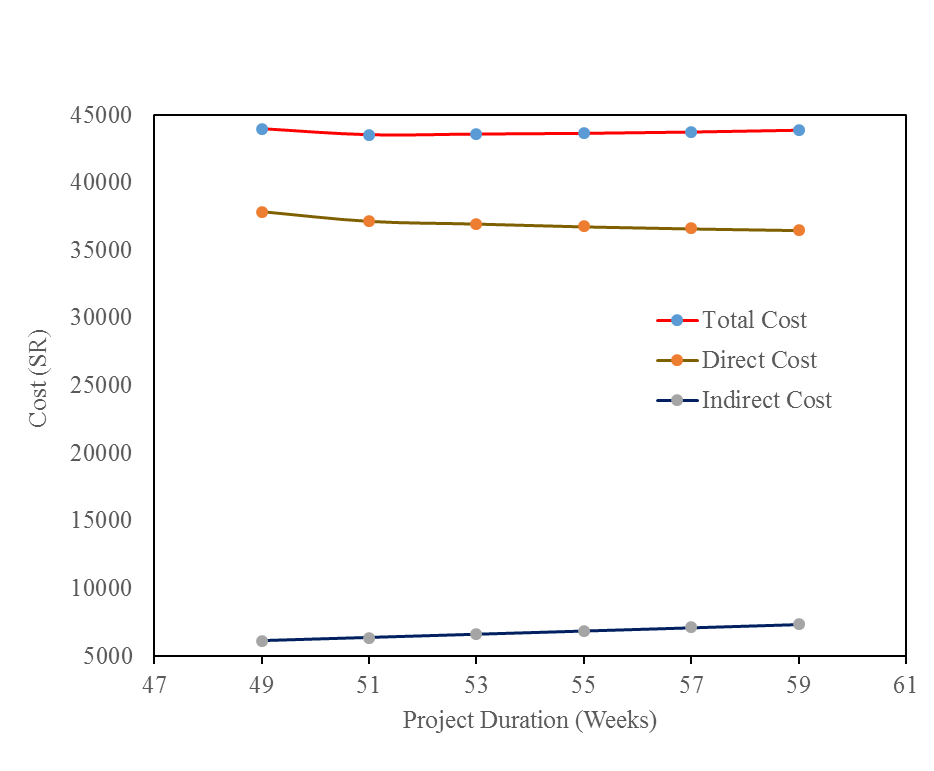 45000
40000
35000
30000
25000
20000
15000
10000
5000
Cost (SR)
Total Cost
Direct Cost
Indirect Cost
47 49 51 53 55 57 59 61
Project Duration (Weeks)